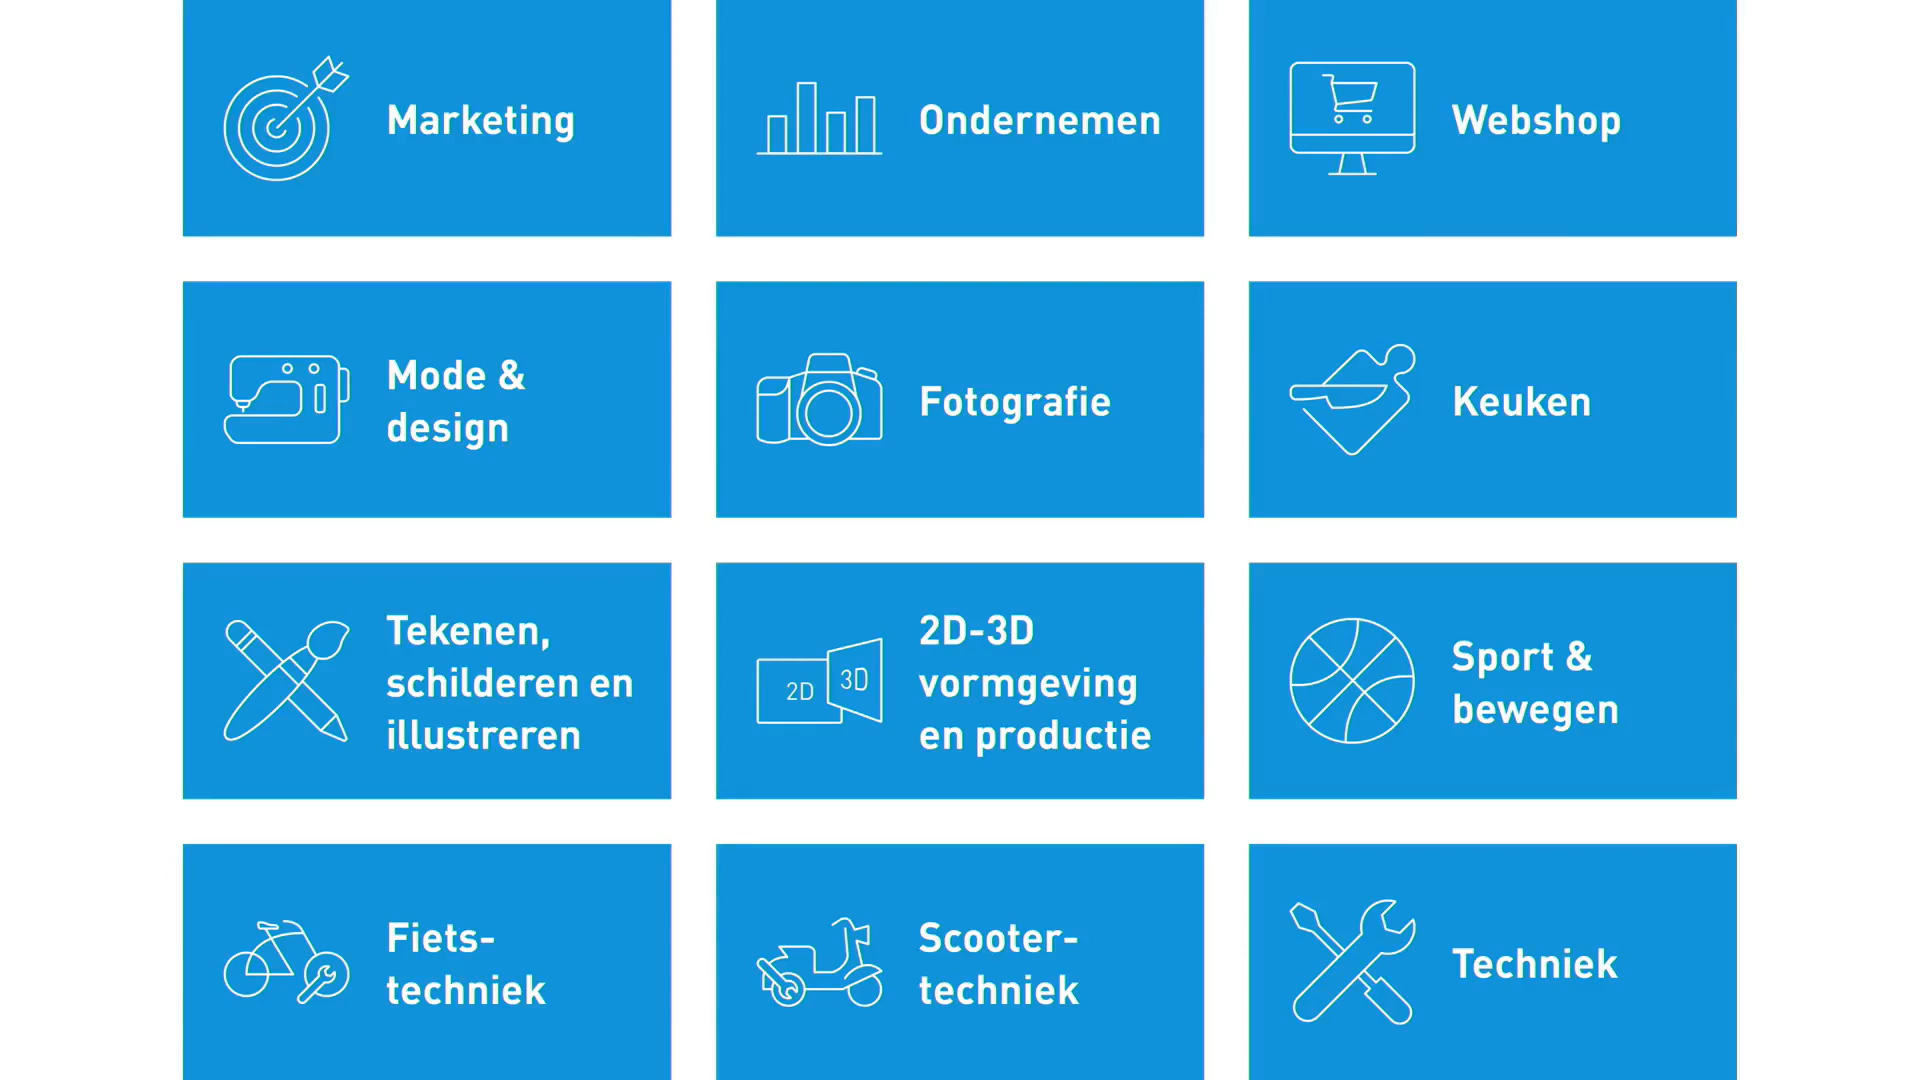 Marketing
Ondernemen
Webshop
Mode &
design
Fotografie
Keuken
Tekenen,
schilderen en
illustreren
2D
3D
2D-3D
vormgeving
en productie
Sport &
bewegen
Fiets-
techniek
Scooter-
techniek
Techniek